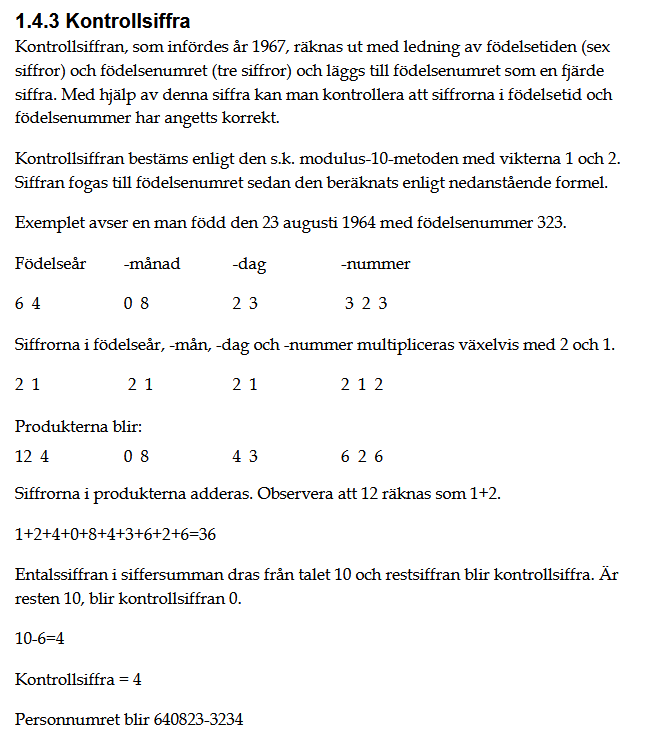 1.4.3 Kontrollsiffra
Kontrollsiffran, som infördes år 1967, räknas ut med ledning av födelsetiden (sex
siffror) och födelsenumret (tre siffror) och läggs till födelsenumret som en fjärde
siffra. Med hjälp av denna siffra kan man kontrollera att siffrorna i födelsetid och
födelsenummer har angetts korrekt.
Kontrollsiffran bestäms enligt den s.k. modulus-10-metoden med vikterna 1 och 2.
Siffran fogas till födelsenumret sedan den beräknats enligt nedanstående formel.
Exemplet avser en man född den 23 augusti 1964 med födelsenummer 323.
Födelseår -månad -dag -nummer
6 4 0 8 2 3 3 2 3
Siffrorna i födelseår, -mån, -dag och -nummer multipliceras växelvis med 2 och 1.
2 1 2 1 2 1 2 1 2
Produkterna blir:
12 4 0 8 4 3 6 2 6
Siffrorna i produkterna adderas. Observera att 12 räknas som 1+2.
1+2+4+0+8+4+3+6+2+6=36
Entalssiffran i siffersumman dras från talet 10 och restsiffran blir kontrollsiffra. Är
resten 10, blir kontrollsiffran 0.
10-6=4
Kontrollsiffra = 4
Personnumret blir 640823-3234